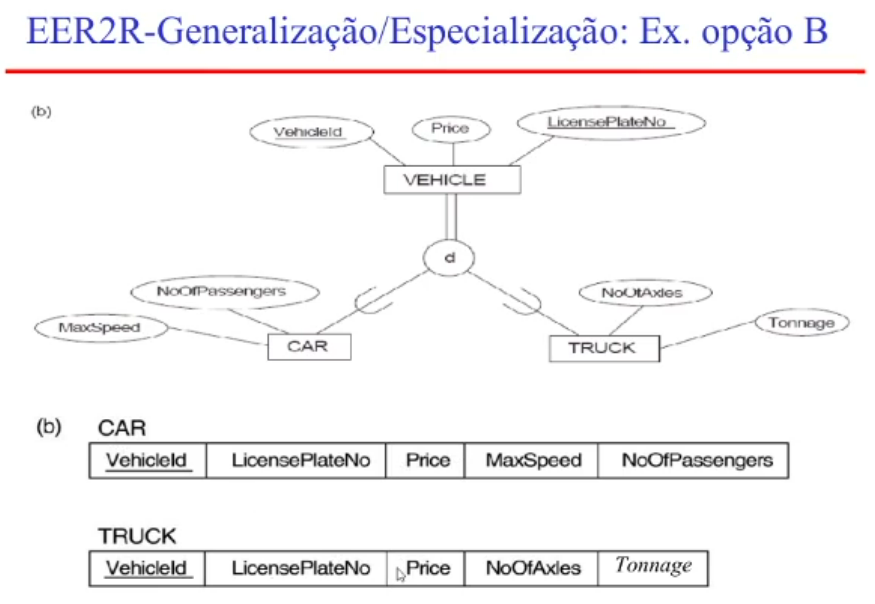 EER2R-Generalização/Especialização: Ex. opção B
(b)
VehicleId
Price
LicensePlateNo
VEHICLE
d
NoOfPassengers
NoOfAxles
MaxSpeed
Tonnage
CAR
TRUCK
(b) CAR
VehicleId LicensePlateNo Price MaxSpeed NoOfPassengers
TRUCK
VehicleId LicensePlateNo Price NoOfAxles Tonnage